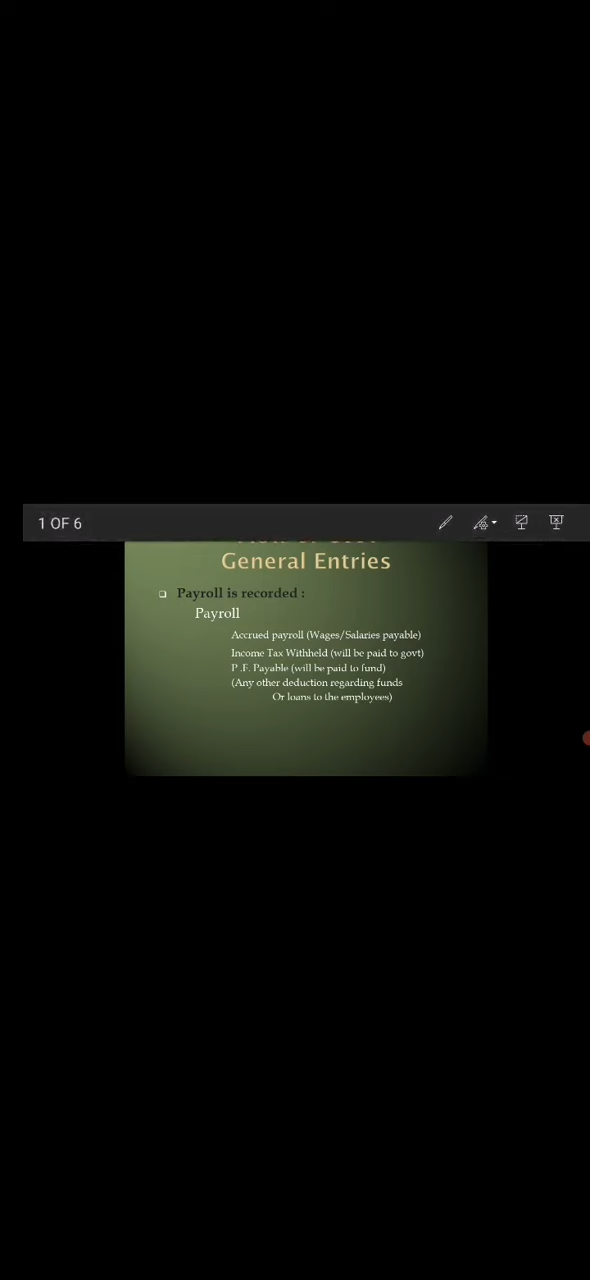 1 OF 6
General Entries
Payroll is recorded :
Payroll
Accrued payroll (Wages/Salaries payable)
Income Tax Withheld (will be paid to govt)
P .F. Payable (will be paid to fund)
(Any other deduction regarding funds
Or loans to the employees)